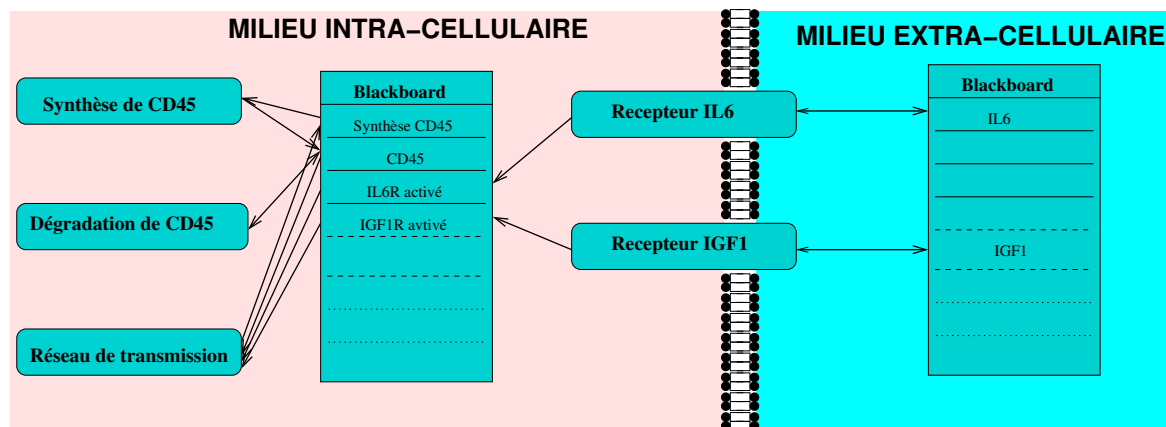 MILIEU INTRA−CELLULAIRE
MILIEU EXTRA−CELLULAIRE
Synthèse de CD45
Dégradation de CD45
Réseau de transmission
Blackboard
Synthèse CD45
CD45
IL6R activé
IGF1R avtivé
Recepteur IL6
Recepteur IGF1
Blackboard
IL6
IGF1